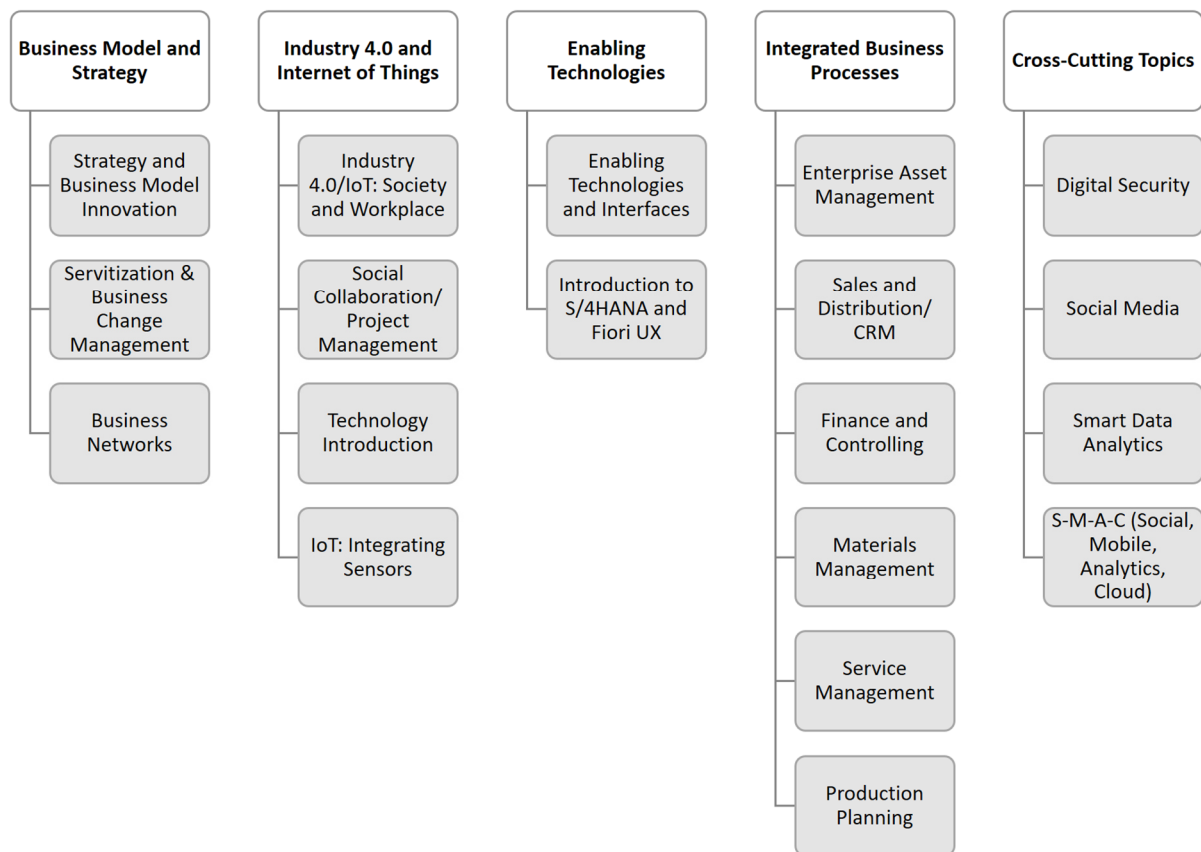 Business Model and
Strategy
Strategy and
Business Model
Innovation
Servitization &
Business
Change
Management
Business
Networks
Industry 4.0 and
Internet of Things
Industry
4.0/IoT: Society
and Workplace
Social
Collaboration/
Project
Management
Technology
Introduction
IoT: Integrating
Sensors
Enabling
Technologies
Enabling
Technologies
and Interfaces
Introduction to
S/4HANA and
Fiori UX
Integrated Business
Processes
Enterprise Asset
Management
Sales and
Distribution/
CRM
Finance and
Controlling
Materials
Management
Service
Management
Production
Planning
Cross-Cutting Topics
Digital Security
Social Media
Smart Data
Analytics
S-M-A-C (Social,
Mobile,
Analytics,
Cloud)